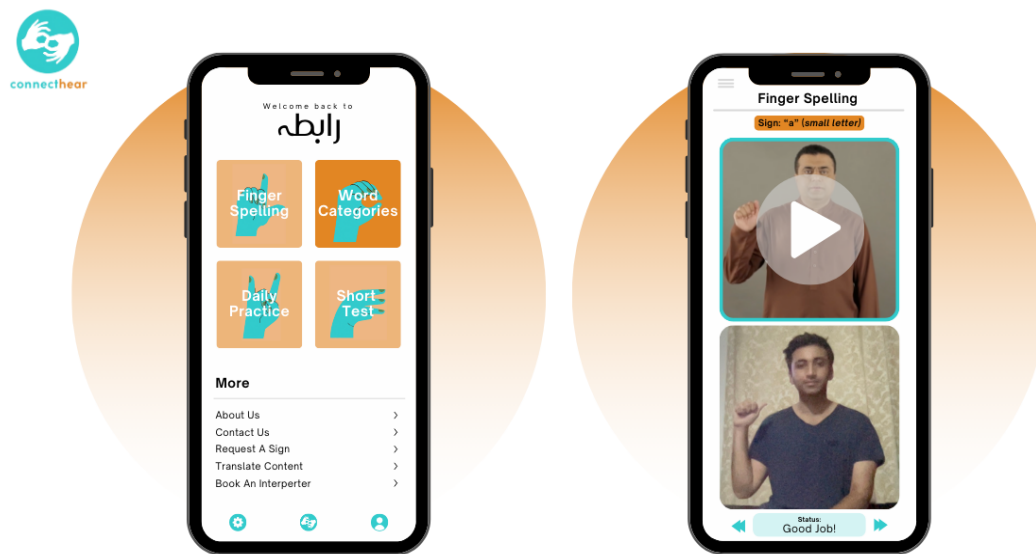 connecthear
Welcome back to
رابطہ
Finger
Spelling
Word
Categories
Daily
Practice
Short
Test
More
About Us
Contact Us
Request A Sign
Translate Content
Book An Interperter
Finger Spelling
Sign: "a" (small letter)
Status:
Good Job!